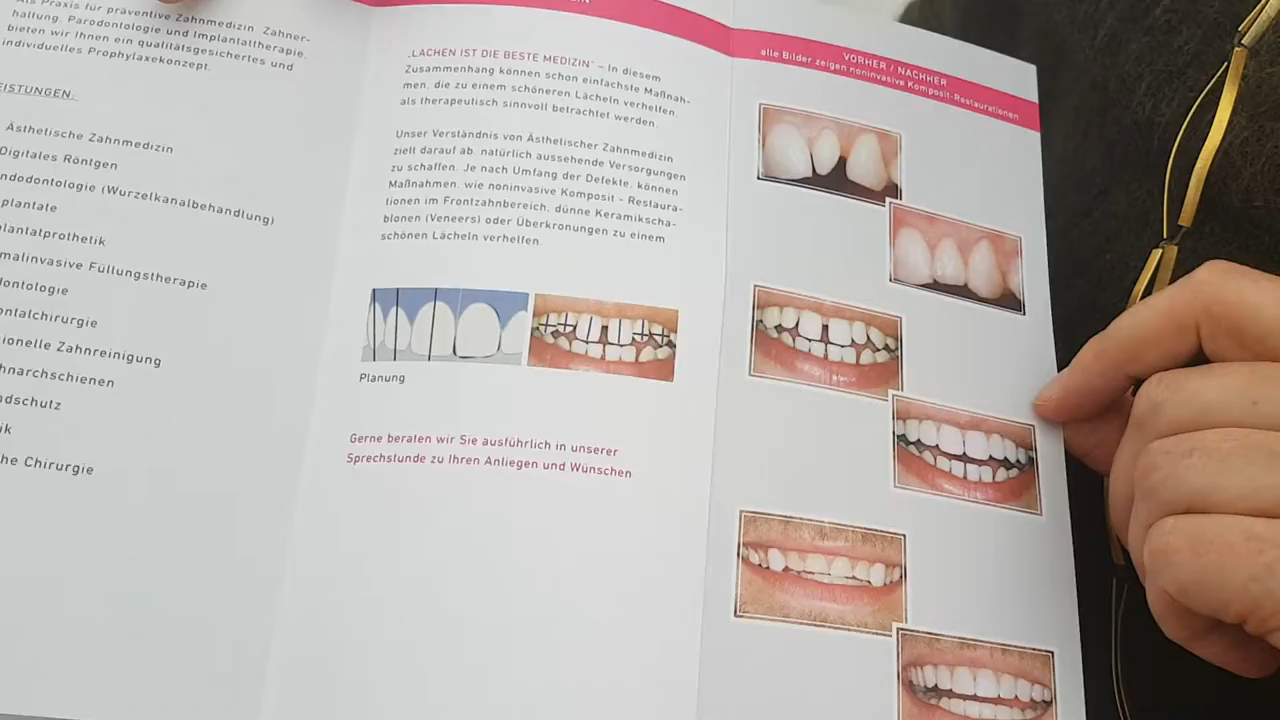 Als Praxis für präventive Zahnmedizin, Zahner-
haltung, Parodontologie und Implantattherapie,
bieten wir Ihnen ein qualitätsgesichertes und
individuelles Prophylaxekonzept.
EISTUNGEN:
Ästhetische Zahnmedizin
Digitales Röntgen
ndodontologie (Wurzelkanalbehandlung)
plantate
plantatprothetik
malinvasive Füllungstherapie
dontologie
ontalchirurgie
sionelle Zahnreinigung
hnarchschienen
ndschutz
ik
he Chirurgie
„LACHEN IST DIE BESTE MEDIZIN" – In diesem
Zusammenhang können schon einfachste Maßnah-
men, die zu einem schöneren Lächeln verhelfen,
als therapeutisch sinnvoll betrachtet werden.
Unser Verständnis von Ästhetischer Zahnmedizin
zielt darauf ab, natürlich aussehende Versorgungen
zu schaffen. Je nach Umfang der Defekte, können
Maßnahmen, wie noninvasive Komposit - Restaura-
tionen im Frontzahnbereich, dünne Keramikscha-
blonen (Veneers) oder Überkronungen zu einem
schönen Lächeln verhelfen.
Planung
Gerne beraten wir Sie ausführlich in unserer
Sprechstunde zu Ihren Anliegen und Wünschen
VORHER / NACHHER
alle Bilder zeigen noninvasive Komposit-Restaurationen